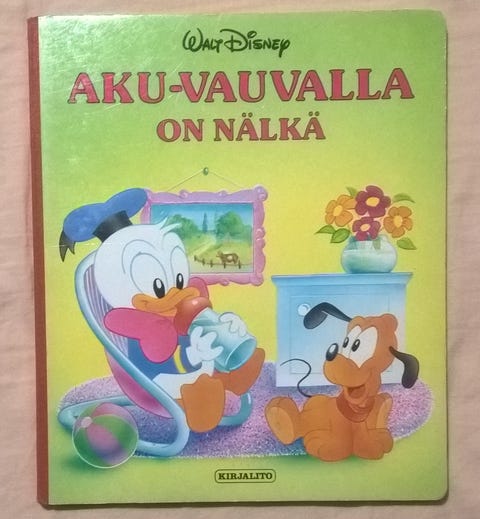 WALT DISNEY
AKU-VAUVALLA
ON NÄLKÄ
KIRJALITO